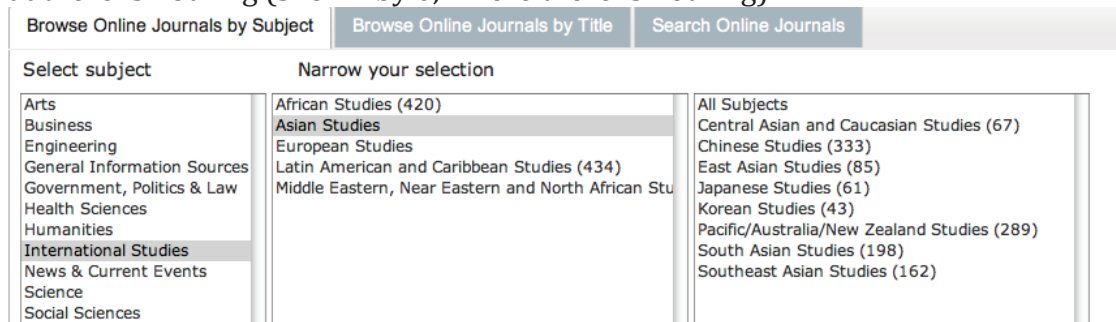 Browse Online Journals by Subject
Browse Online Journals by Title
Search Online Journals
Select subject
Narrow your selection
Arts
Business
Engineering
General Information Sources
Government, Politics & Law
Health Sciences
Humanities
International Studies
News & Current Events
Science
Social Sciences
African Studies (420)
Asian Studies
European Studies
Latin American and Caribbean Studies (434)
Middle Eastern, Near Eastern and North African Stu
All Subjects
Central Asian and Caucasian Studies (67)
Chinese Studies (333)
East Asian Studies (85)
Japanese Studies (61)
Korean Studies (43)
Pacific/Australia/New Zealand Studies (289)
South Asian Studies (198)
Southeast Asian Studies (162)